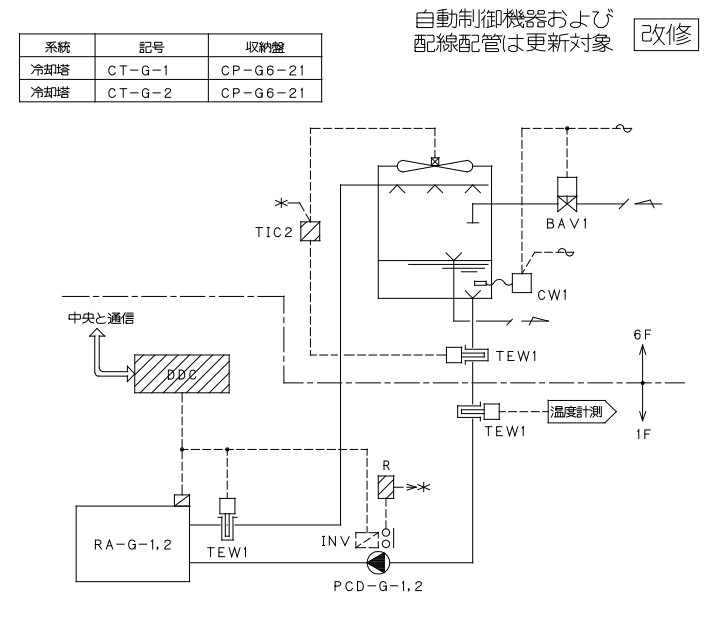 自動制御機器および
配線配管は更新対象
改修
系統 記号 収納盤
冷却塔 CT-G-1 CP-G6-21
冷却塔 CT-G-2 CP-G6-21
TIC2
BAV1
CW1
中央と通信
6F
TEW1
DDC
温度計測
TEW1
1F
R
INV
RA-G-1,2
TEW1
PCD-G-1,2